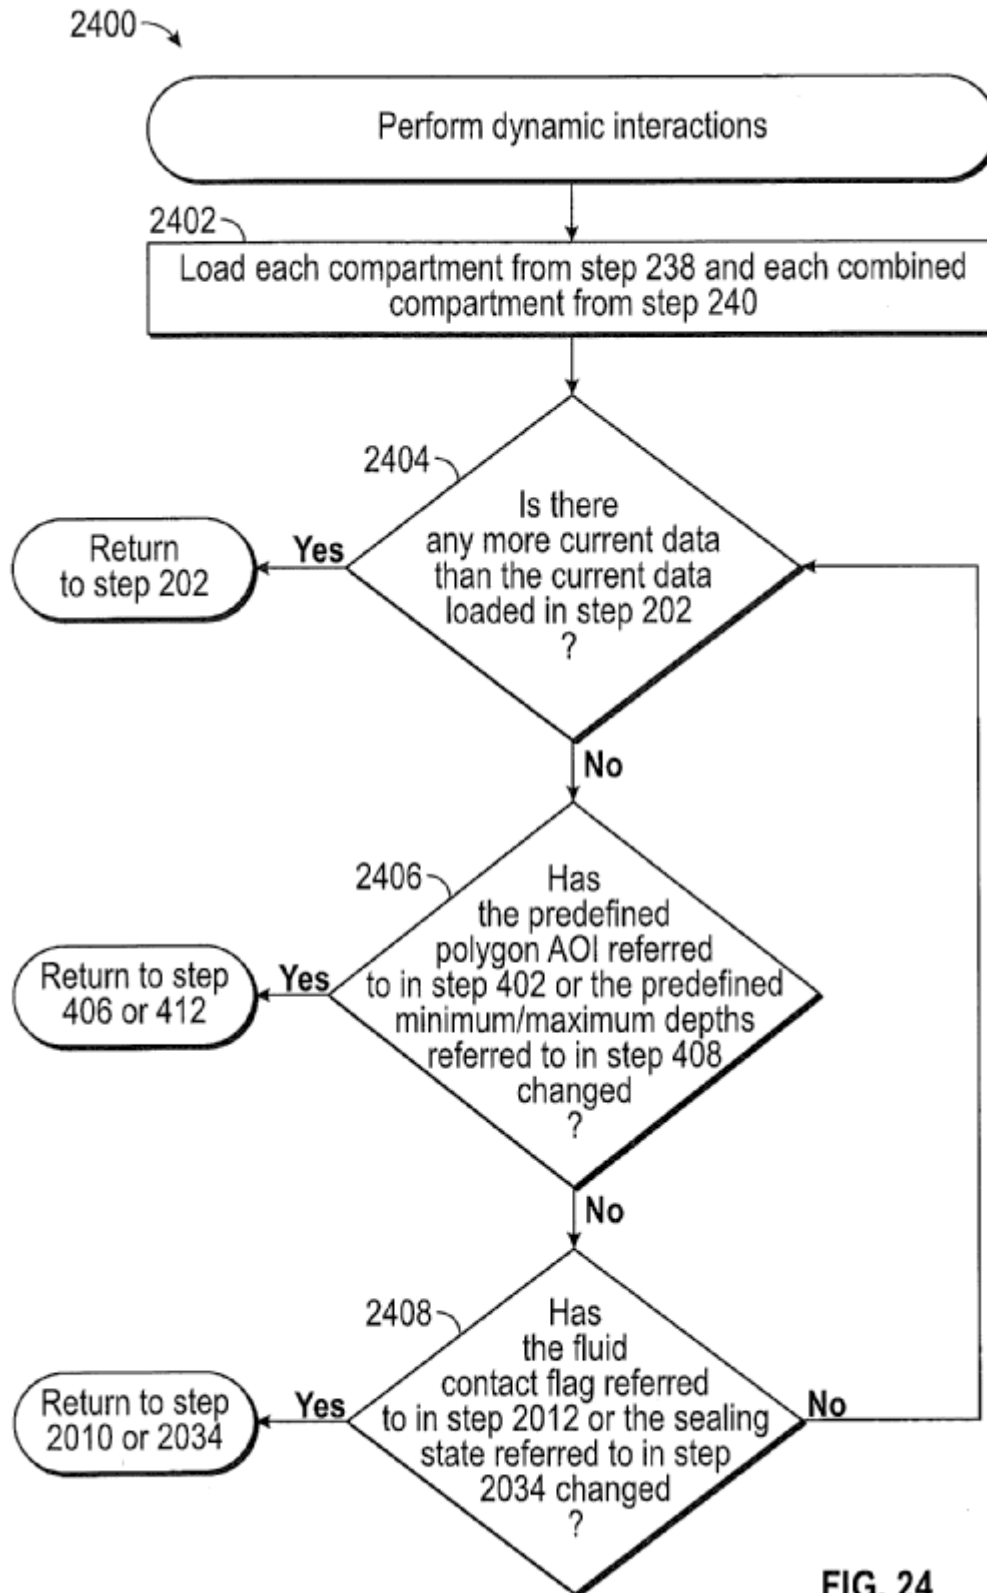 2400
Perform dynamic interactions
2402
Load each compartment from step 238 and each combined
compartment from step 240
2404
Is there
any more current data
than the current data
loaded in step 202
?
Yes
Return
to step 202
No
2406
Has
the predefined
polygon AOI referred
to in step 402 or the predefined
minimum/maximum depths
referred to in step 408
changed
?
Yes
Return to step
406 or 412
No
2408
Has
the fluid
contact flag referred
to in step 2012 or the sealing
state referred to in step
2034 changed
?
Yes
Return to step
2010 or 2034
No
FIG. 24